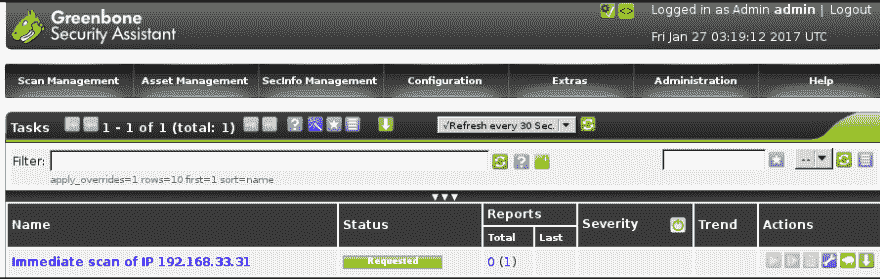 Greenbone
Security Assistant
Logged in as Admin admin | Logout
Fri Jan 27 03:19:12 2017 UTC
Scan Management Asset Management SecInfo Management Configuration Extras Administration Help
Tasks 1 - 1 of 1 (total: 1) √Refresh every 30 Sec.
Filter: --
apply_overrides=1 rows=10 first=1 sort=name
Name Status Reports Severity Trend Actions
Total Last
Immediate scan of IP 192.168.33.31 Requested 0 (1)